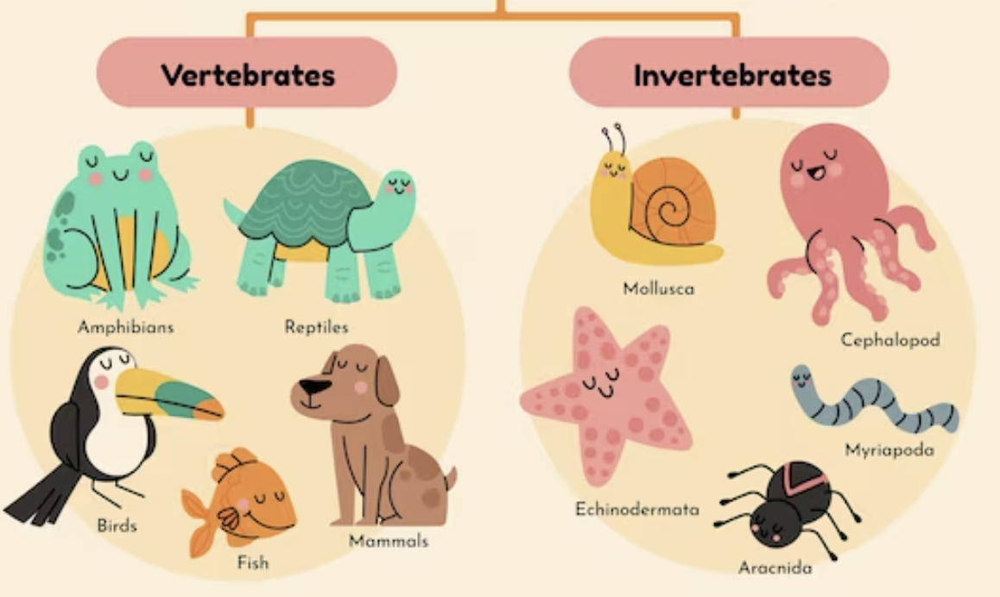 Vertebrates
Invertebrates
Amphibians
Reptiles
Birds
Fish
Mammals
Mollusca
Cephalopod
Echinodermata
Myriapoda
Aracnida